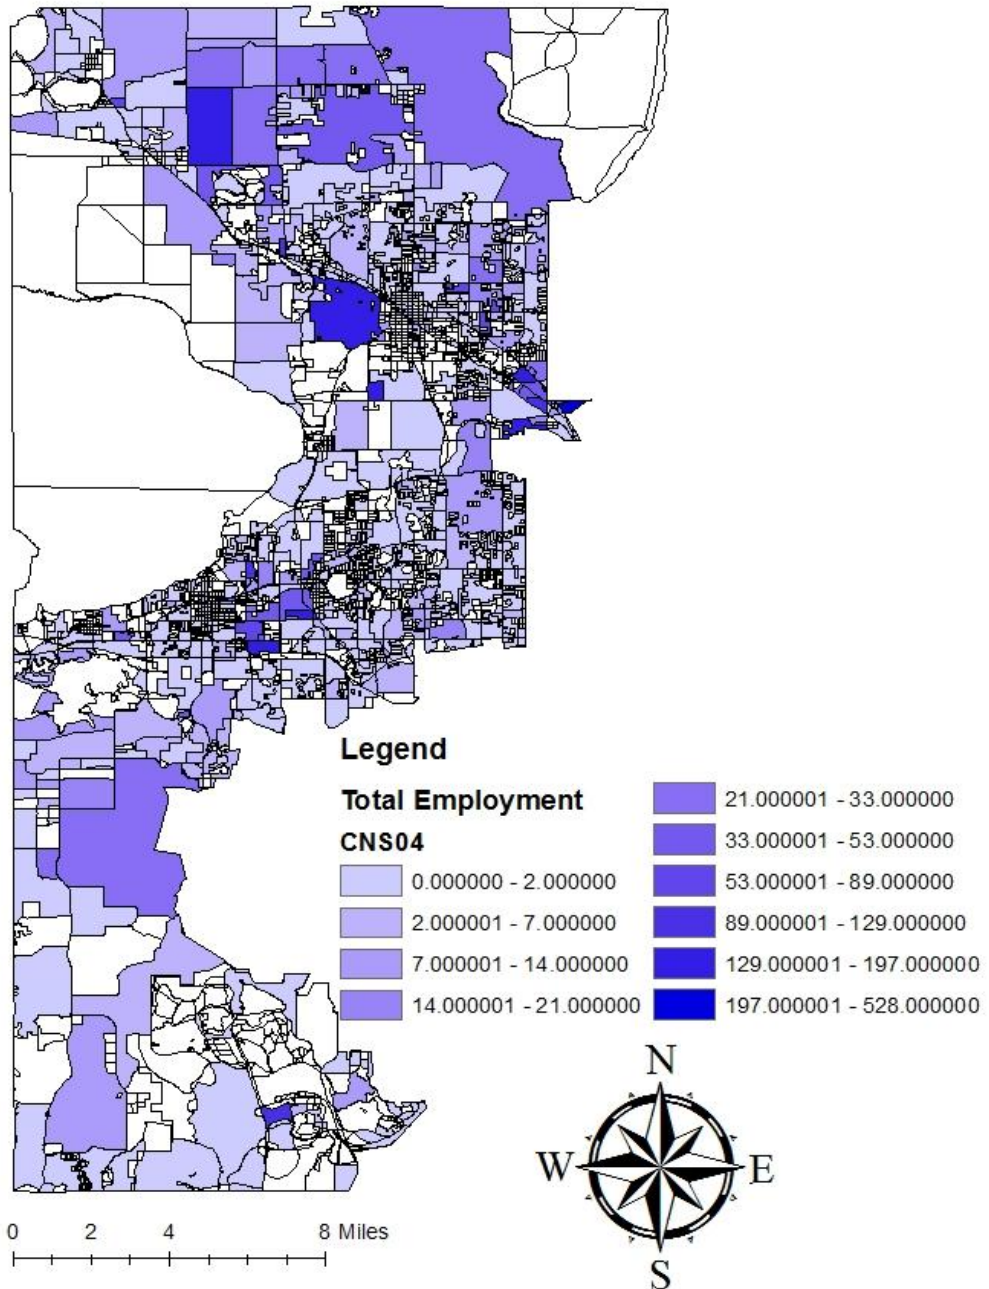 Legend
Total Employment
CNS04
0.000000 - 2.000000
2.000001 - 7.000000
7.000001 - 14.000000
14.000001 - 21.000000
21.000001 - 33.000000
33.000001 - 53.000000
53.000001 - 89.000000
89.000001 - 129.000000
129.000001 - 197.000000
197.000001 - 528.000000
N
W E
S
0 2 4 8 Miles